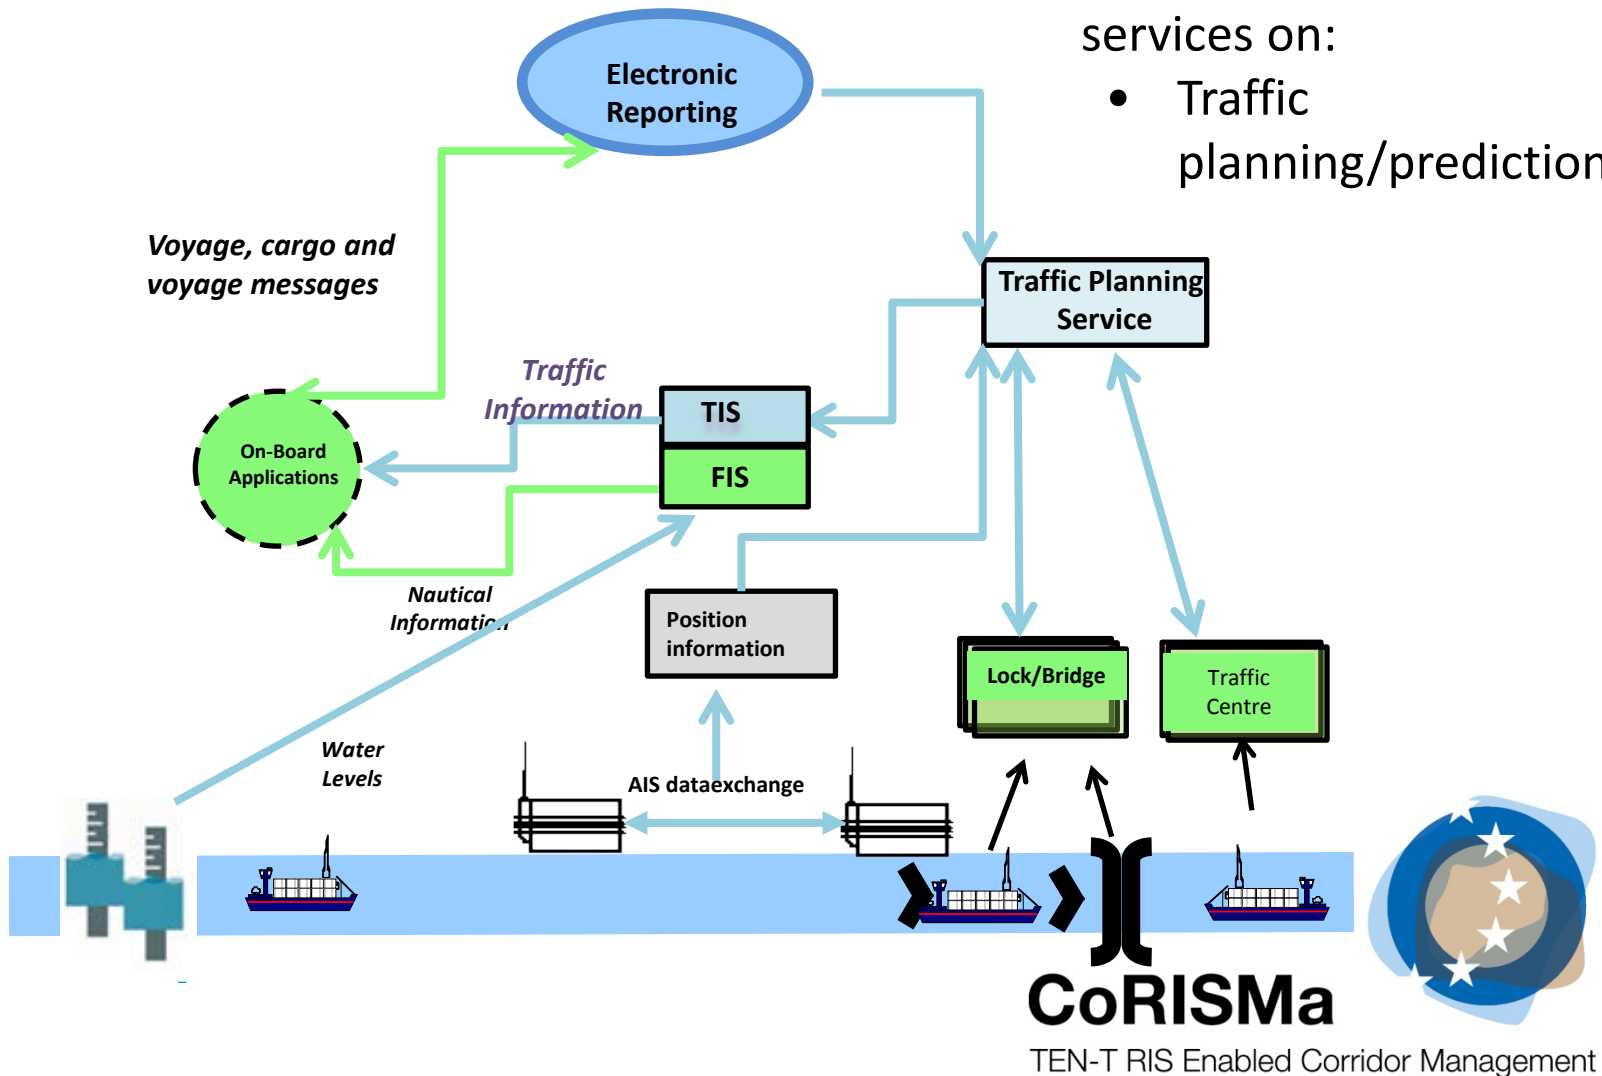 services on:
• Traffic
planning/prediction
Electronic
Reporting
Voyage, cargo and
voyage messages
Traffic Planning
Service
Traffic
Information
TIS
FIS
On-Board
Applications
Nautical
Information
Position
information
Lock/Bridge
Traffic
Centre
Water
Levels
AIS dataexchange
CoRISMa
TEN-T RIS Enabled Corridor Management